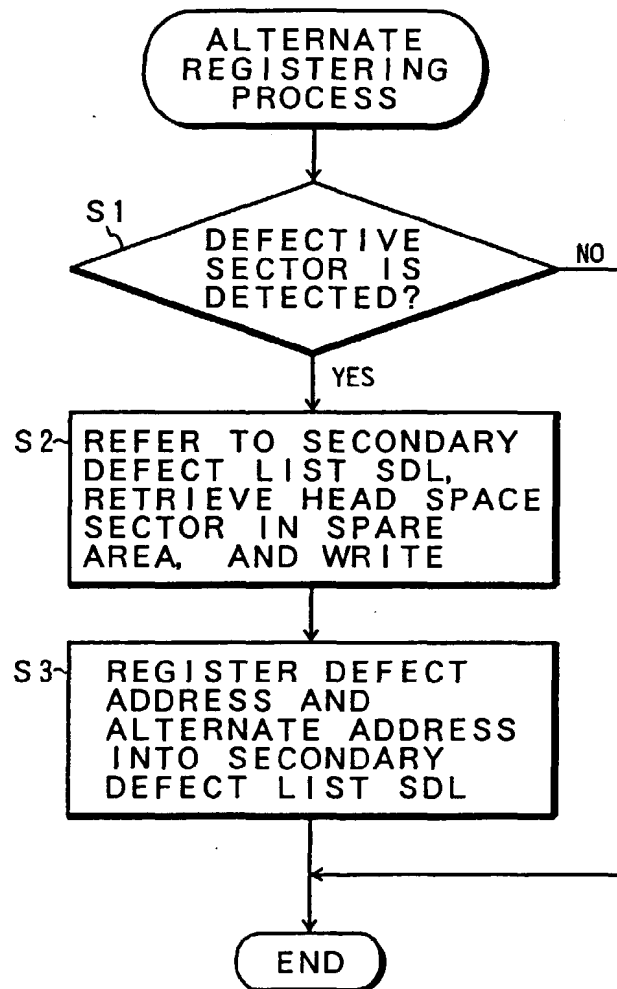 ALTERNATE
REGISTERING
PROCESS
S1
DEFECTIVE
SECTOR IS
DETECTED?
NO
YES
S2
REFER TO SECONDARY
DEFECT LIST SDL,
RETRIEVE HEAD SPACE
SECTOR IN SPARE
AREA, AND WRITE
S3
REGISTER DEFECT
ADDRESS AND
ALTERNATE ADDRESS
INTO SECONDARY
DEFECT LIST SDL
END